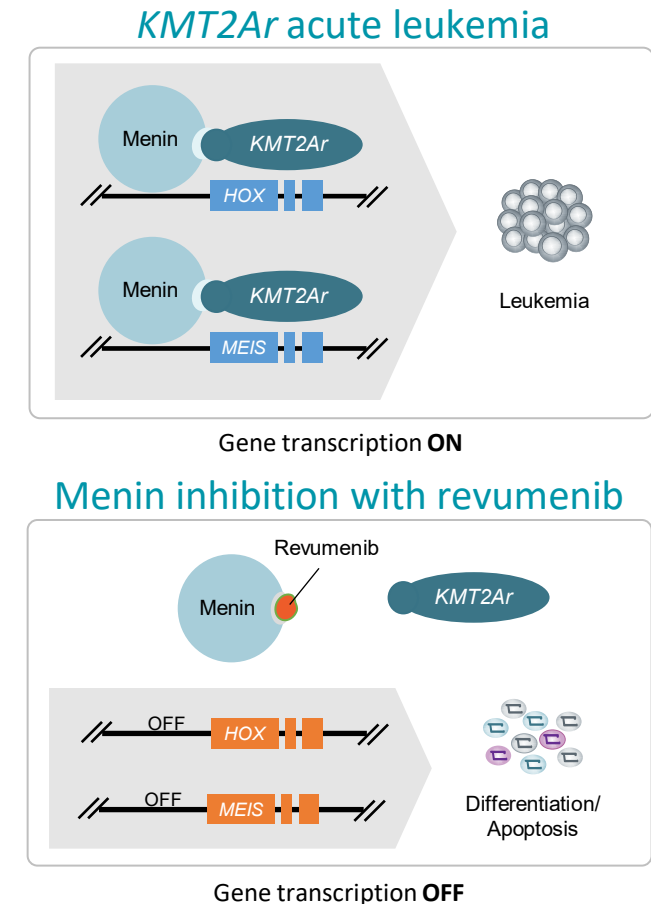 KMT2Ar acute leukemia
Menin
KMT2Ar
HOX
Menin
KMT2Ar
MEIS
Leukemia
Gene transcription ON
Menin inhibition with revumenib
Revumenib
Menin
KMT2Ar
OFF
HOX
OFF
MEIS
Differentiation/
Apoptosis
Gene transcription OFF